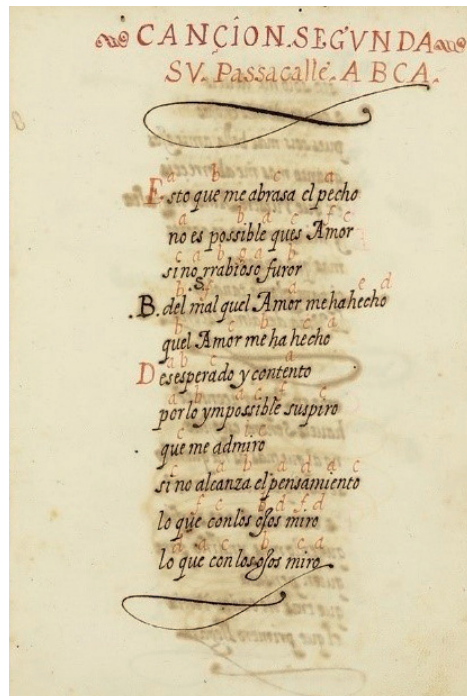 CANÇION.SEGVNDA
SV. Passacalle. A B C A.
a b c a
Esto que me abrasa el pecho
a b a c f c
no es possible ques Amor
c a b g a b
sino rrabioso furor
a e d
.B. del mal quel Amor me ha hecho
b c b c a
quel Amor me ha hecho
a b c a
Desesperado y contento
a b a c f c
por lo ympossible suspiro
c c
que me admiro
c a b a d a c
si no alcanza el pensamiento
f c b d f d
lo que con los ojos miro
a a c b c a
lo que con los ojos miro